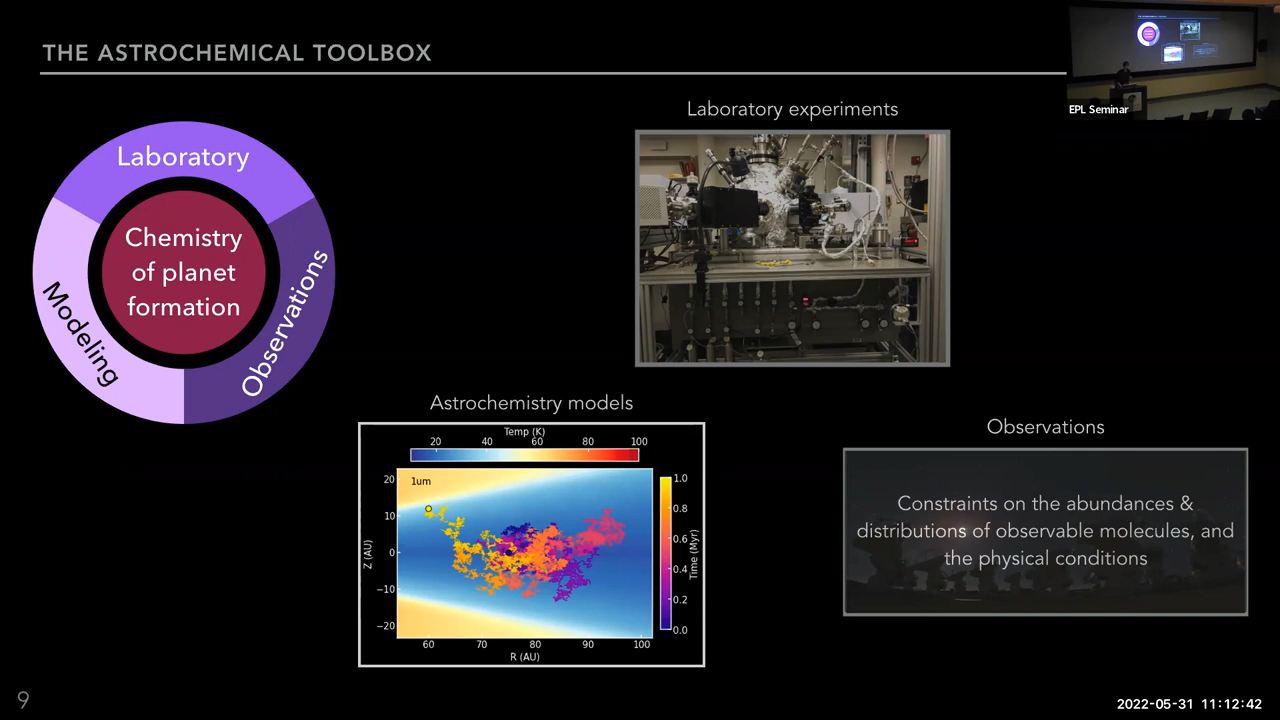 THE ASTROCHEMICAL TOOLBOX
EPL Seminar
Laboratory
Chemistry
of planet
formation
Modeling
Observations
Laboratory experiments
Astrochemistry models
Temp (K)
20 40 60 80 100
1um
20
10
0
−10
−20
Z (AU)
60 70 80 90 100
R (AU)
1.0
0.8
0.6
0.4
0.2
0.0
Time (Myr)
Observations
Constraints on the abundances &
distributions of observable molecules, and
the physical conditions
9
2022-05-31 11:12:42